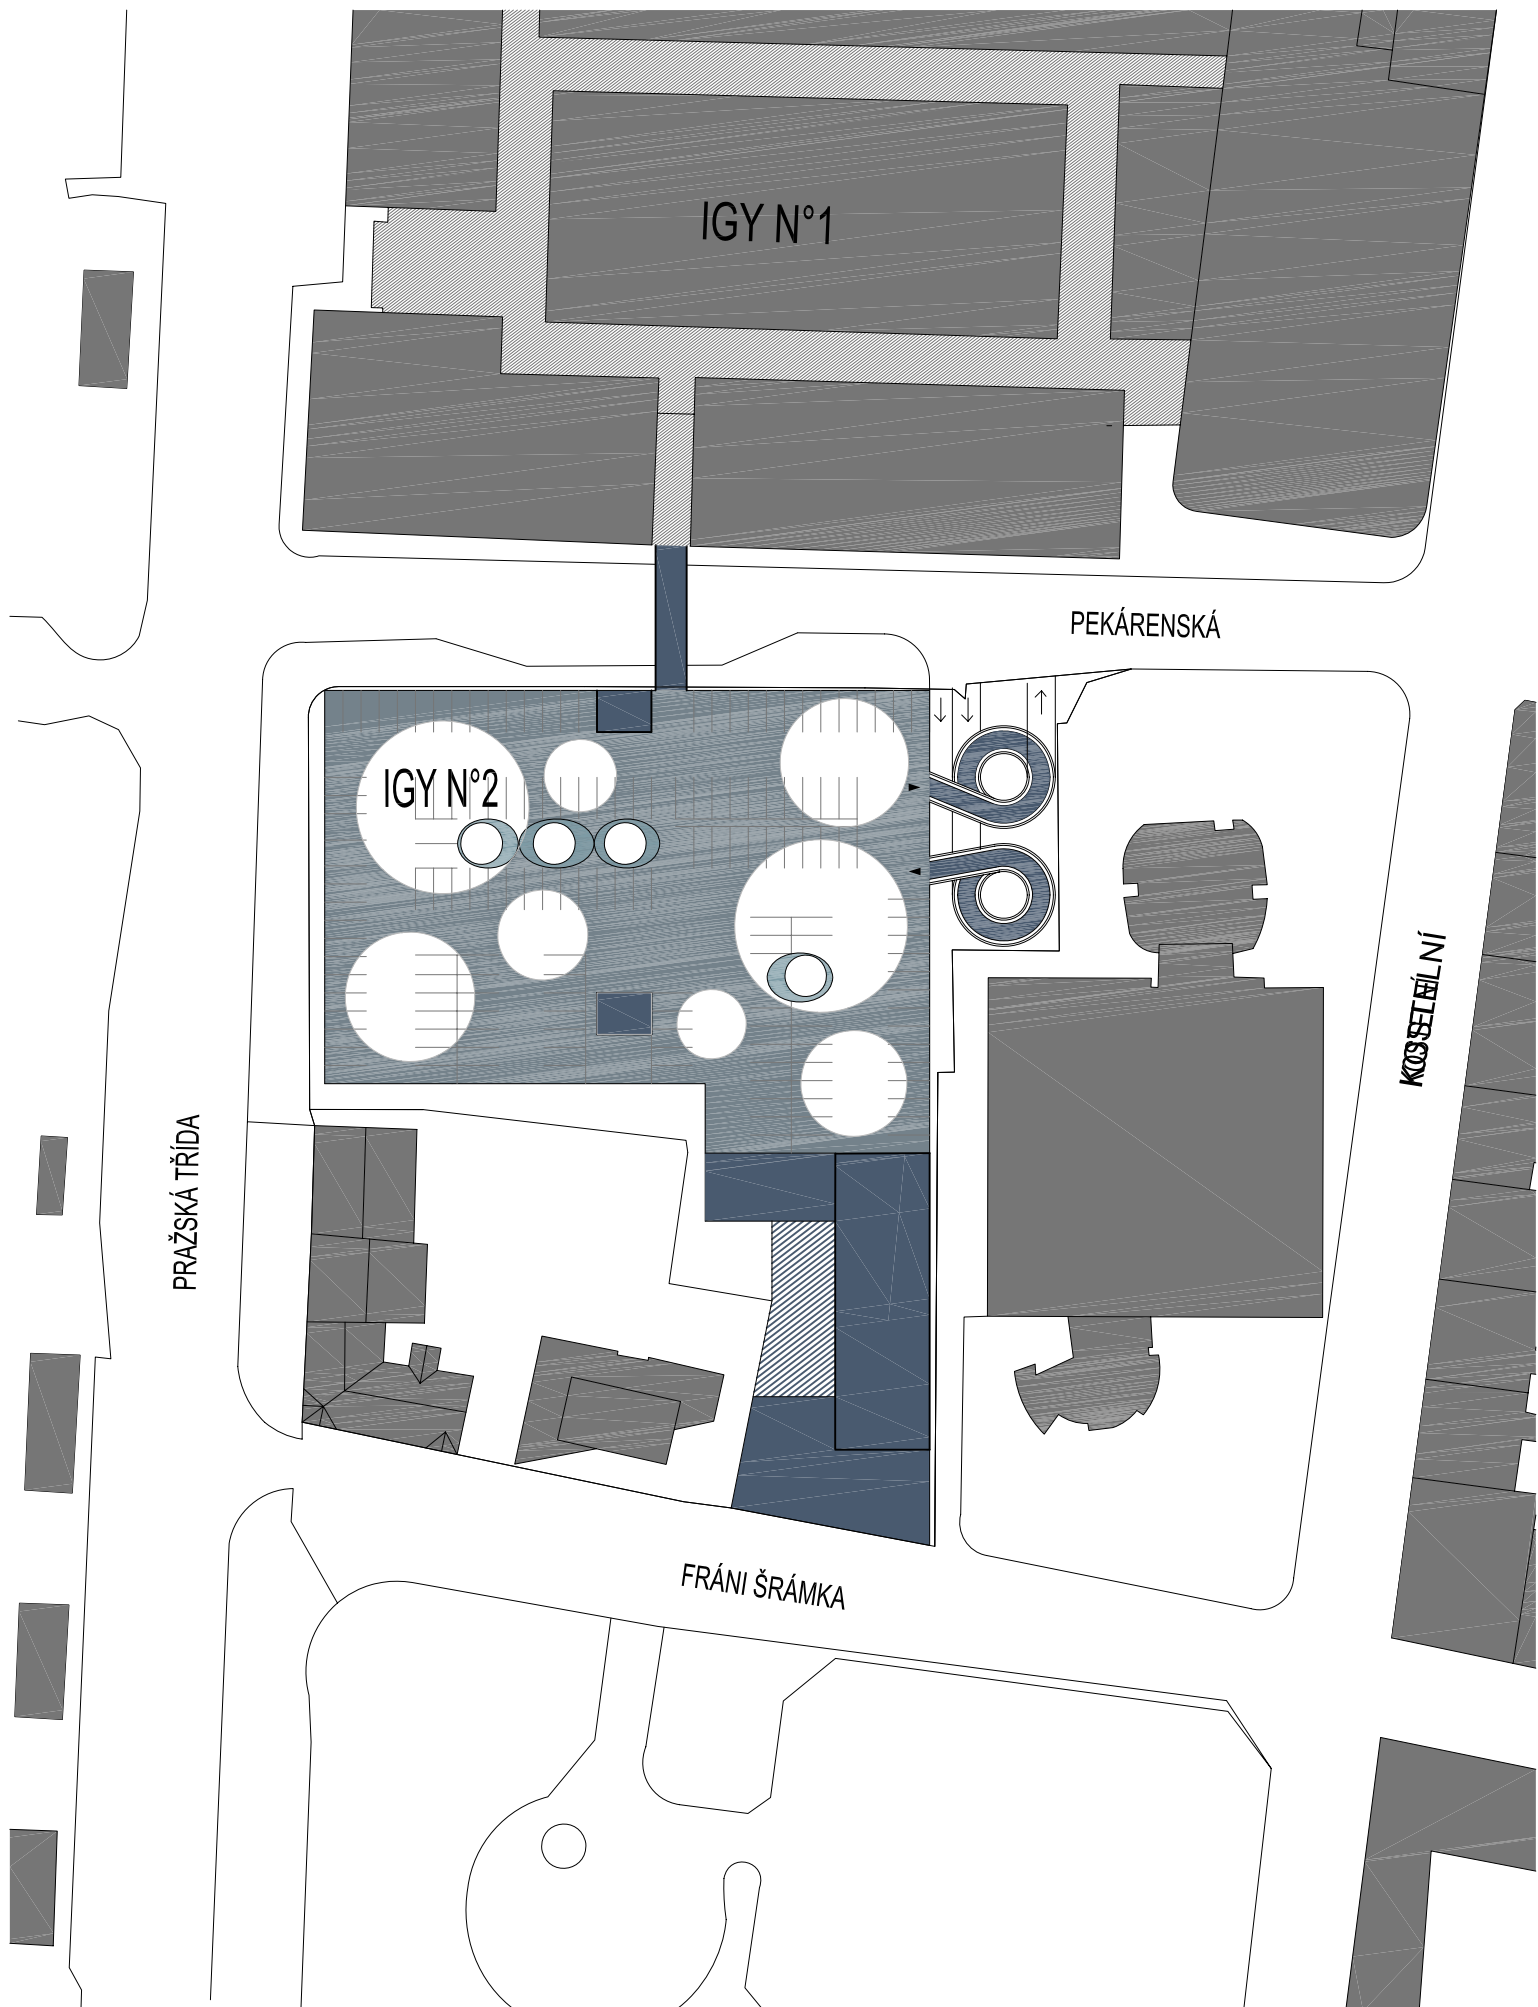 IGY N°1
PEKÁRENSKÁ
IGY N°2
PRAŽSKÁ TŘÍDA
FRÁNI ŠRÁMKA